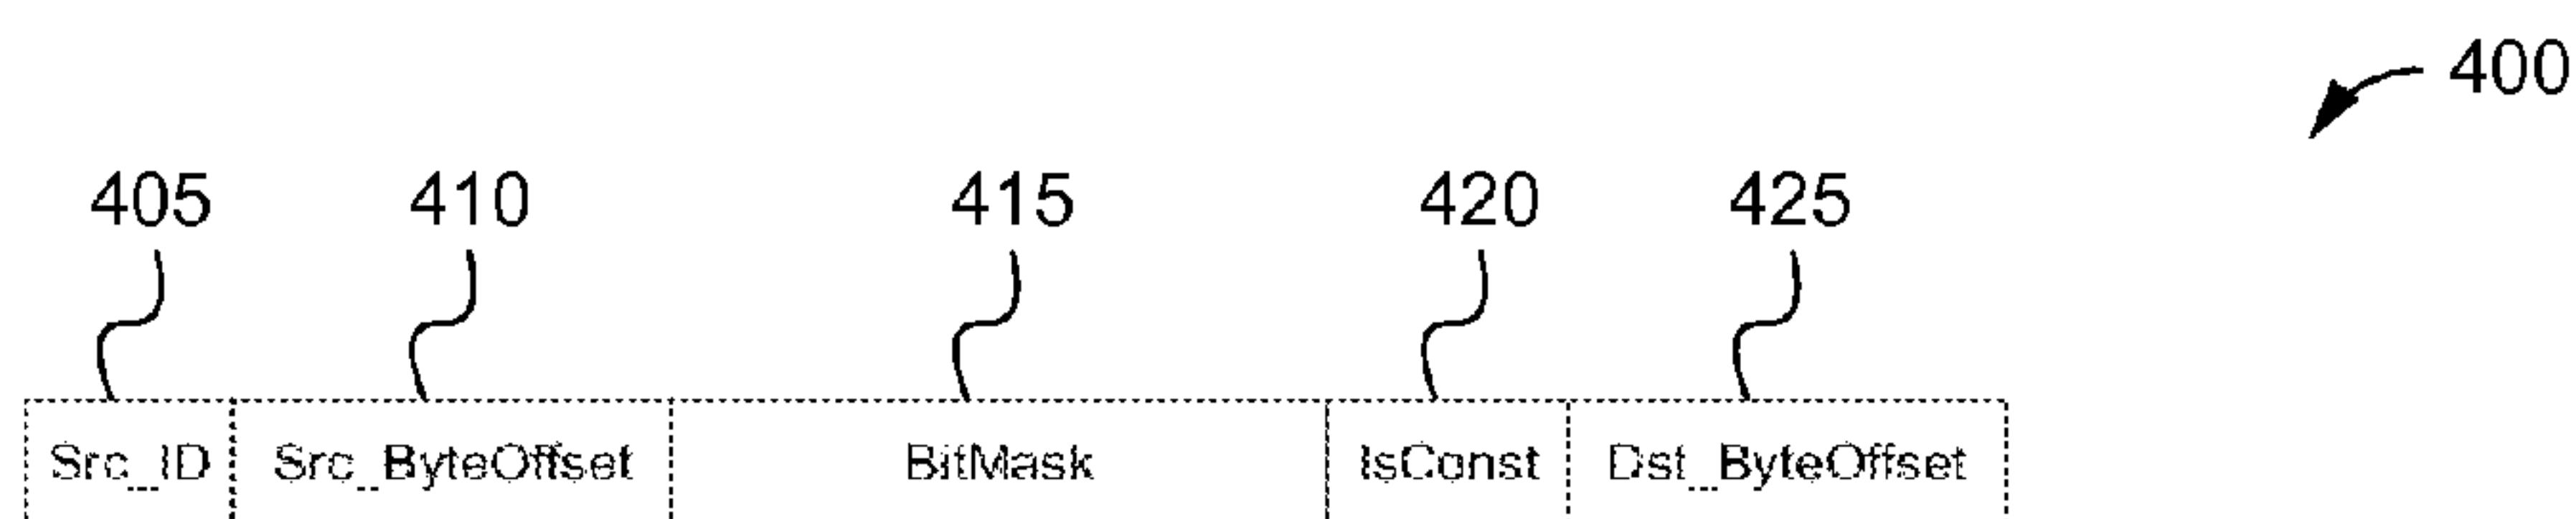 400
405 410 415 420 425
Src_ID Src_ByteOffset BitMask IsConst Dst_ByteOffset